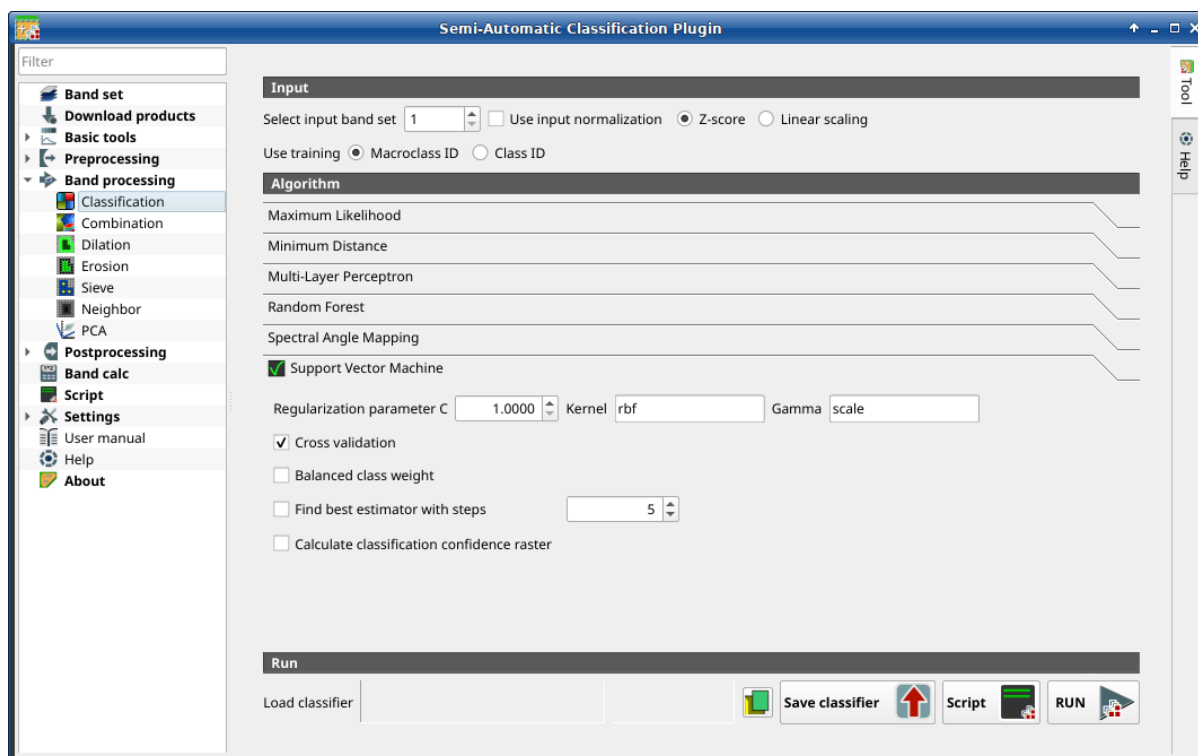 Semi-Automatic Classification Plugin
Filter
Band set
Download products
Basic tools
Preprocessing
Band processing
Classification
Combination
Dilation
Erosion
Sieve
Neighbor
PCA
Postprocessing
Band calc
Script
Settings
User manual
Help
About
Input
Select input band set 1 Use input normalization Z-score Linear scaling
Use training Macroclass ID Class ID
Algorithm
Maximum Likelihood
Minimum Distance
Multi-Layer Perceptron
Random Forest
Spectral Angle Mapping
Support Vector Machine
Regularization parameter C 1.0000 Kernel rbf Gamma scale
Cross validation
Balanced class weight
Find best estimator with steps 5
Calculate classification confidence raster
Run
Load classifier Save classifier Script RUN
Tool
Help